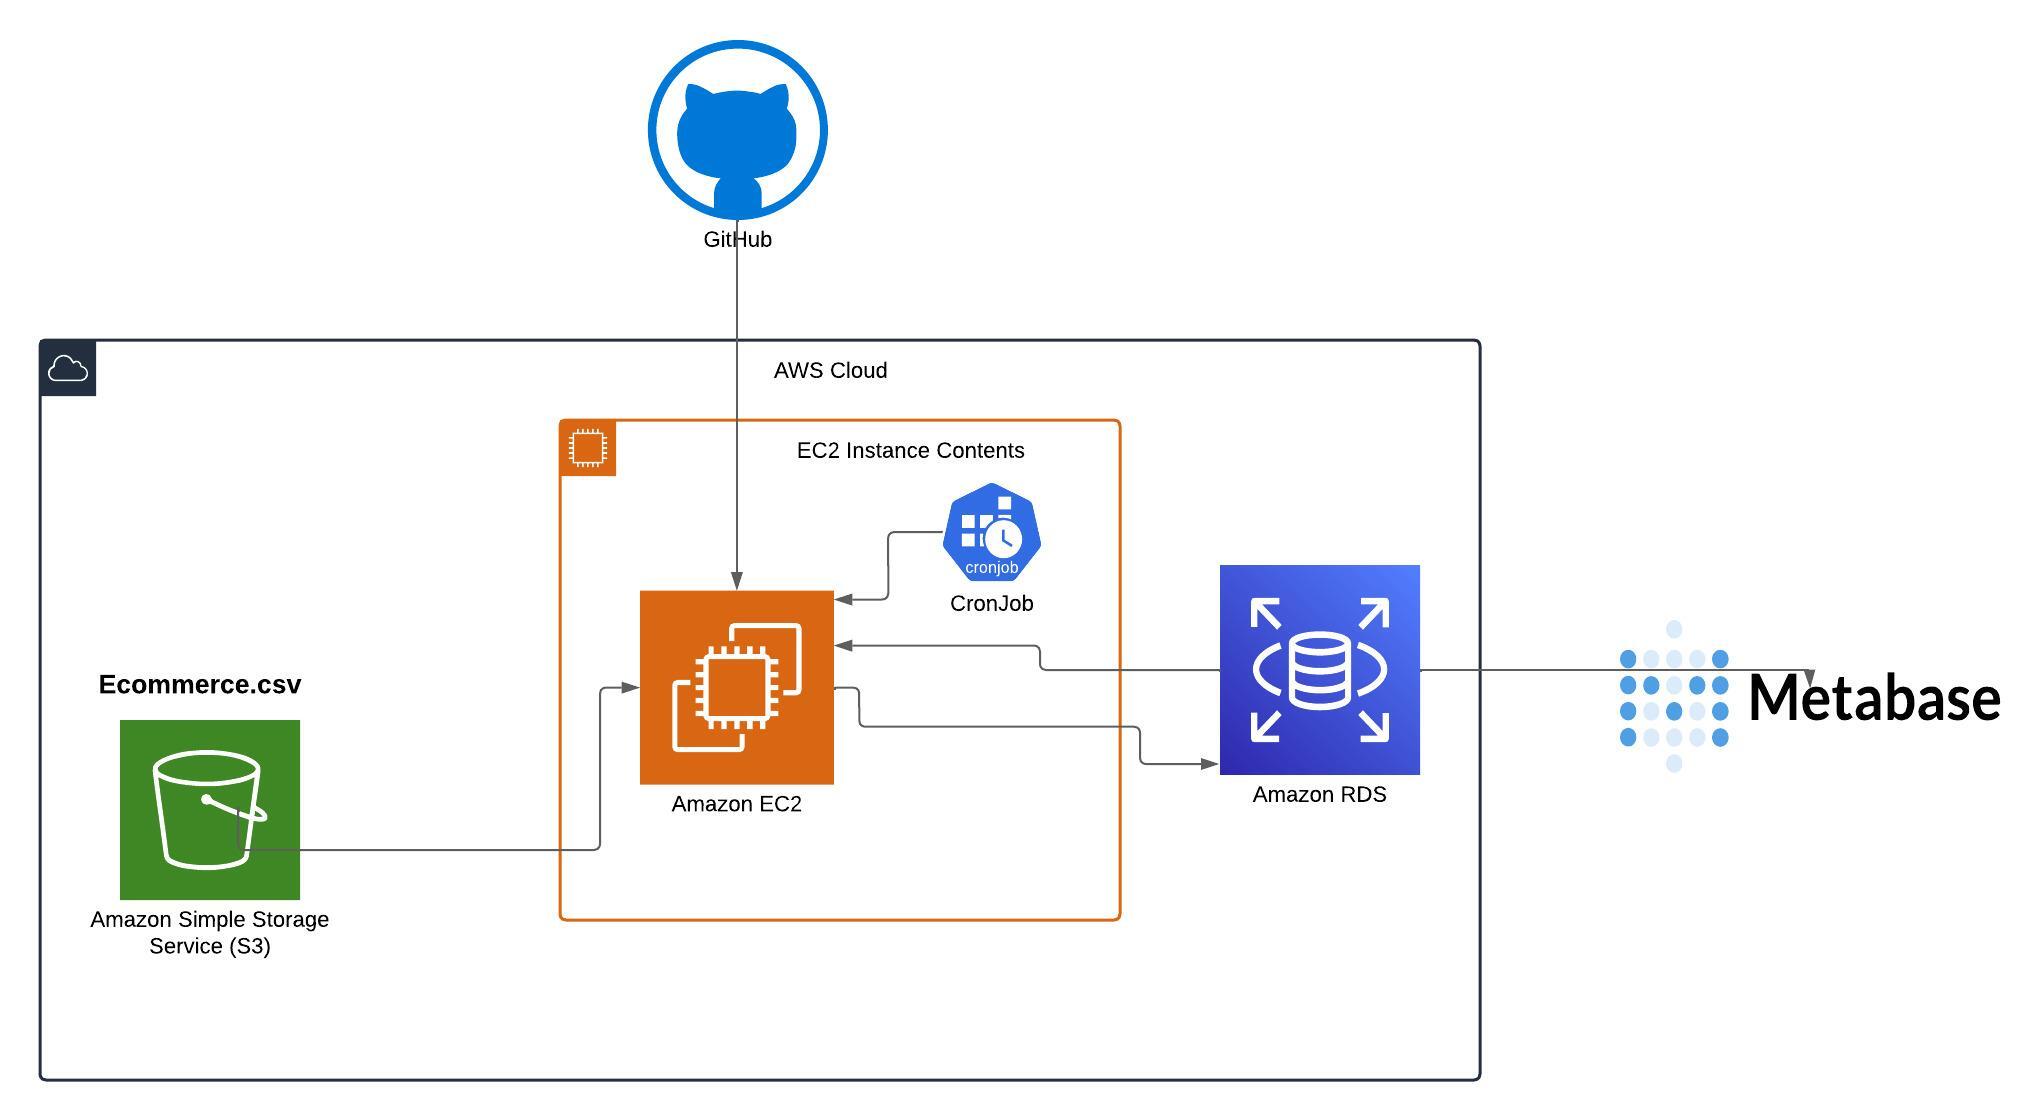 GitHub
AWS Cloud
EC2 Instance Contents
cronjob
CronJob
Ecommerce.csv
Metabase
Amazon EC2
Amazon RDS
Amazon Simple Storage
Service (S3)